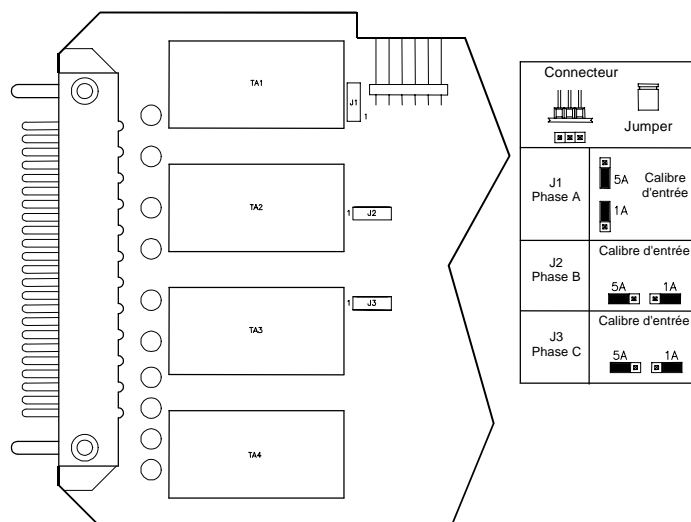 TA1
J1
1
TA2
1 J2
1 J3
TA3
TA4
Connecteur
Jumper
J1
Phase A
5A
1A
Calibre
d'entrée
J2
Phase B
Calibre d'entrée
5A 1A
J3
Phase C
Calibre d'entrée
5A 1A